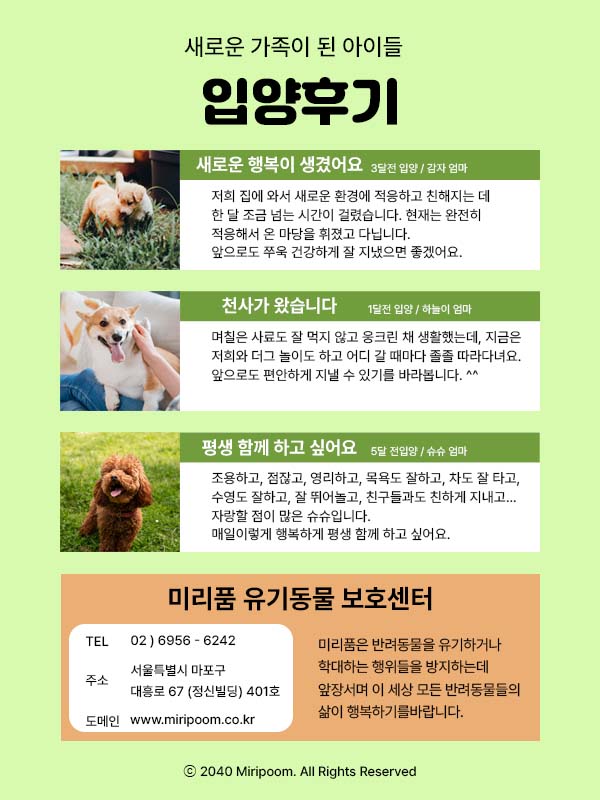 새로운 가족이 된 아이들
입양후기
새로운 행복이 생겼어요 3달전 입양 / 감자 엄마
저희 집에 와서 새로운 환경에 적응하고 친해지는 데
한 달 조금 넘는 시간이 걸렸습니다. 현재는 완전히
적응해서 온 마당을 휘졌고 다닙니다.
앞으로도 쭈욱 건강하게 잘 지냈으면 좋겠어요.
천사가 왔습니다 1달전 입양 / 하늘이 엄마
며칠은 사료도 잘 먹지 않고 웅크린 채 생활했는데, 지금은
저희와 더그 놀이도 하고 어디 갈 때마다 졸졸 따라다녀요.
앞으로도 편안하게 지낼 수 있기를 바라봅니다. ^^
평생 함께 하고 싶어요 5달 전입양 / 슈슈 엄마
조용하고, 점잖고, 영리하고, 목욕도 잘하고, 차도 잘 타고,
수영도 잘하고, 잘 뛰어놀고, 친구들과도 친하게 지내고...
자랑할 점이 많은 슈슈입니다.
매일이렇게 행복하게 평생 함께 하고 싶어요.
미리품 유기동물 보호센터
TEL 02 ) 6956 - 6242
주소 서울특별시 마포구
대흥로 67 (정신빌딩) 401호
도메인 www.miripoom.co.kr
미리품은 반려동물을 유기하거나
학대하는 행위들을 방지하는데
앞장서며 이 세상 모든 반려동물들의
삶이 행복하기를바랍니다.
ⓒ 2040 Miripoom. All Rights Reserved